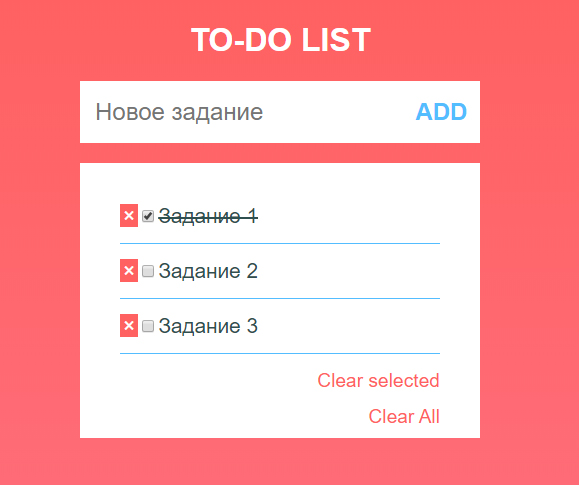 TO-DO LIST
Новое задание ADD
× Задание 1
× Задание 2
× Задание 3
Clear selected
Clear All